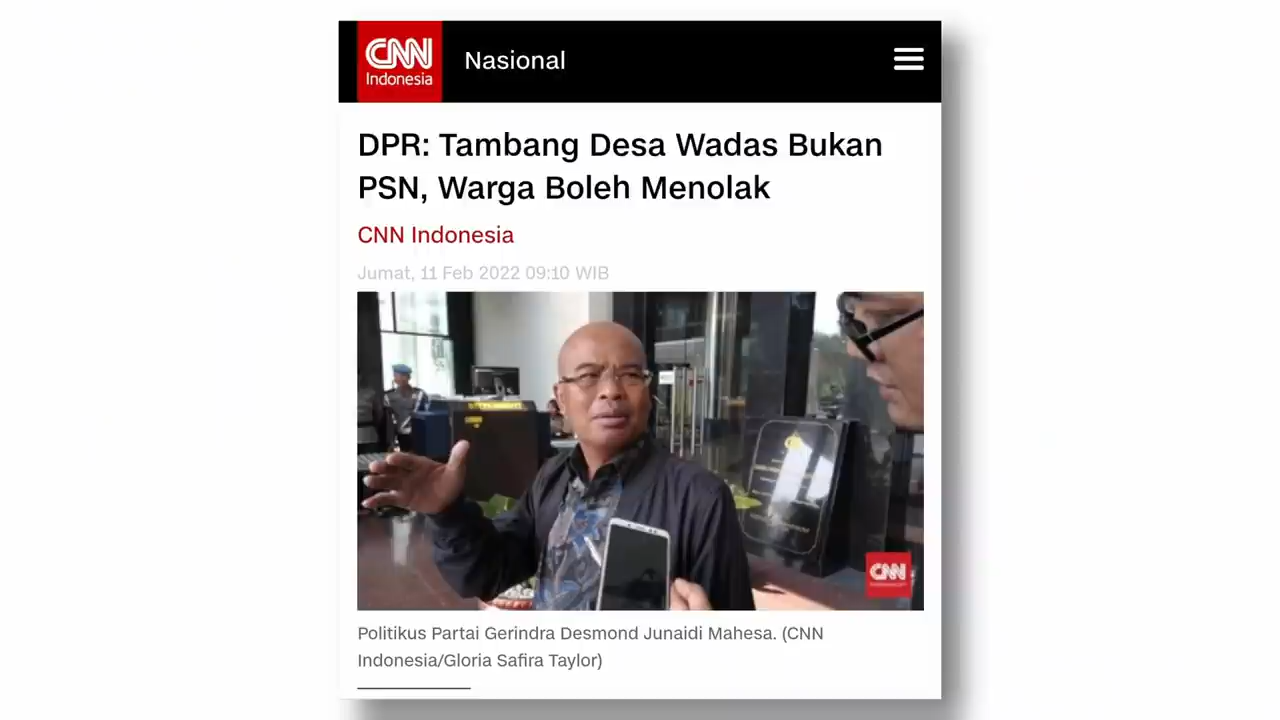 CNN
Indonesia
Nasional
DPR: Tambang Desa Wadas Bukan
PSN, Warga Boleh Menolak
CNN Indonesia
Jumat, 11 Feb 2022 09:10 WIB
CNN
Politikus Partai Gerindra Desmond Junaidi Mahesa. (CNN
Indonesia/Gloria Safira Taylor)